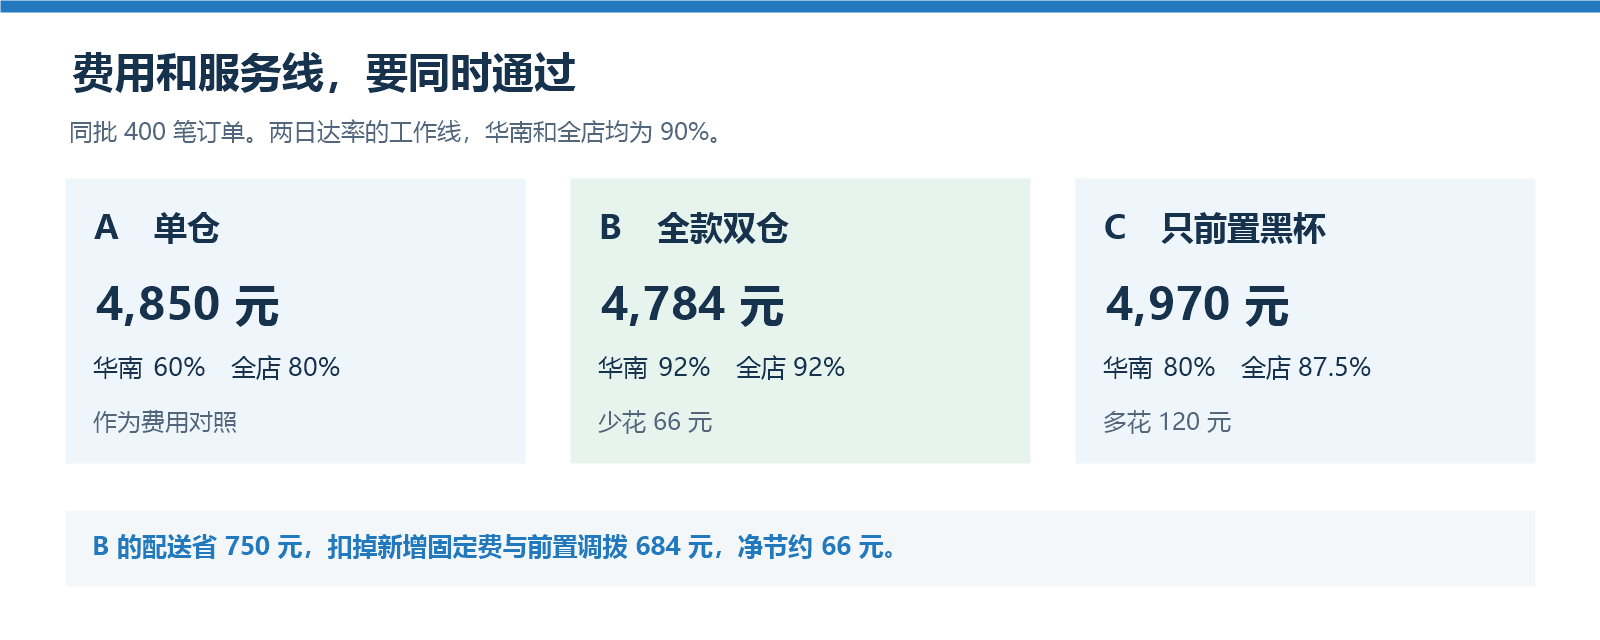 费用和服务线，要同时通过
同批 400 笔订单。两日达率的工作线，华南和全店均为 90%。
A 单仓
4,850 元
华南 60% 全店 80%
作为费用对照
B 全款双仓
4,784 元
华南 92% 全店 92%
少花 66 元
C 只前置黑杯
4,970 元
华南 80% 全店 87.5%
多花 120 元
B 的配送省 750 元，扣掉新增固定费与前置调拨 684 元，净节约 66 元。